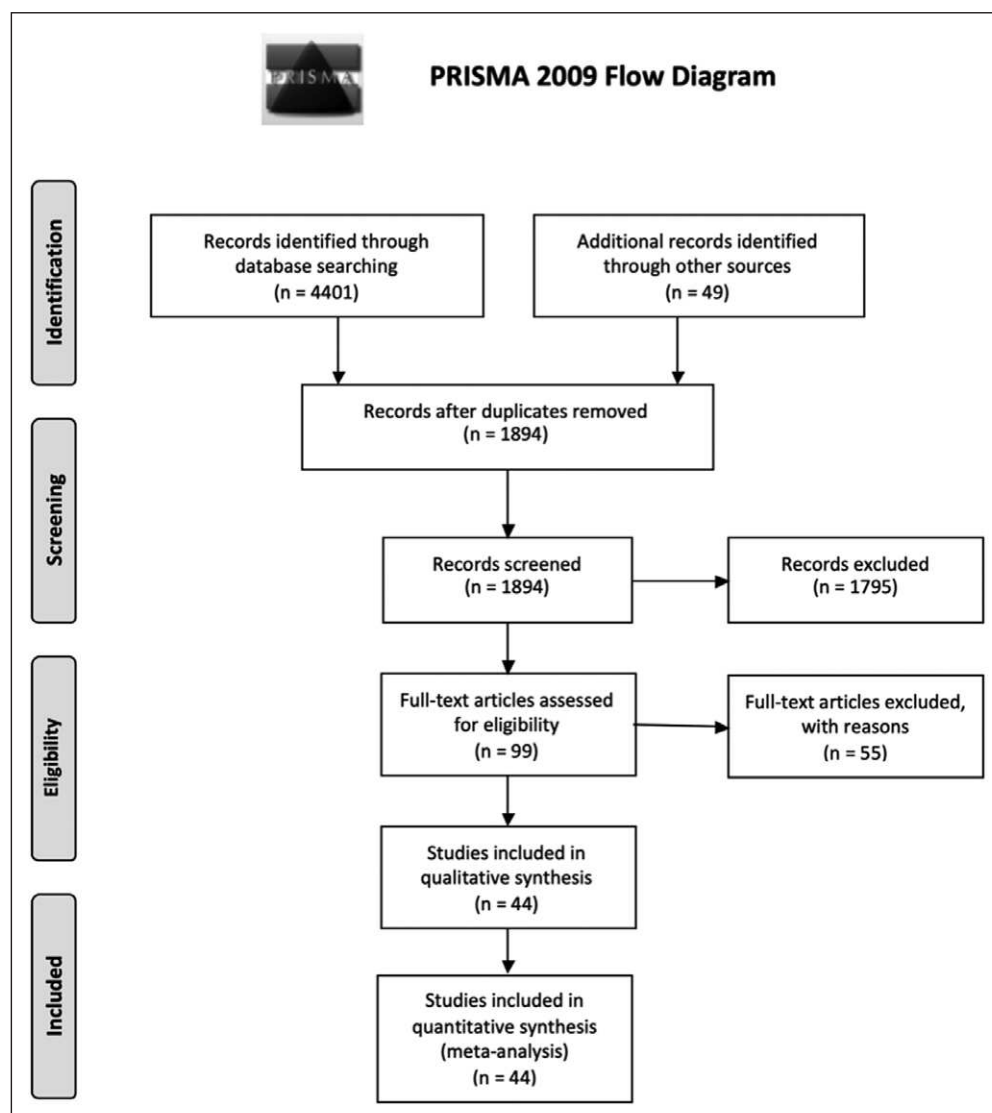 PRISMA
PRISMA 2009 Flow Diagram
Identification
Records identified through
database searching
(n = 4401)
Additional records identified
through other sources
(n = 49)
Records after duplicates removed
(n = 1894)
Screening
Records screened
(n = 1894)
Records excluded
(n = 1795)
Eligibility
Full-text articles assessed
for eligibility
(n = 99)
Full-text articles excluded,
with reasons
(n = 55)
Studies included in
qualitative synthesis
(n = 44)
Included
Studies included in
quantitative synthesis
(meta-analysis)
(n = 44)